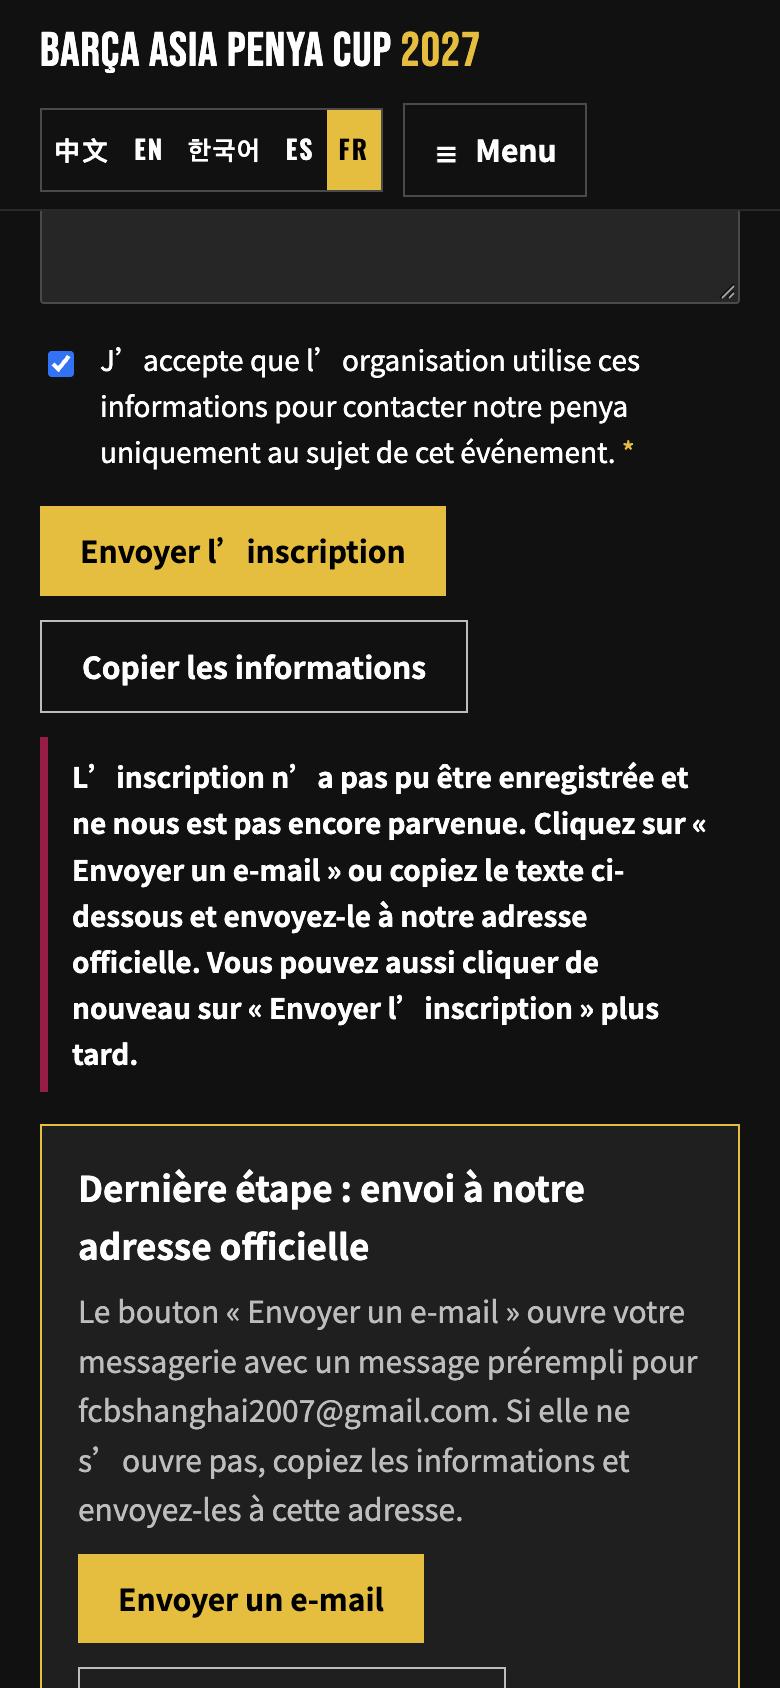 BARÇA ASIA PENYA CUP 2027
中文 EN 한국어 ES FR
≡ Menu
J’accepte que l’organisation utilise ces
informations pour contacter notre penya
uniquement au sujet de cet événement. *
Envoyer l’inscription
Copier les informations
L’inscription n’a pas pu être enregistrée et
ne nous est pas encore parvenue. Cliquez sur «
Envoyer un e-mail » ou copiez le texte ci-
dessous et envoyez-le à notre adresse
officielle. Vous pouvez aussi cliquer de
nouveau sur « Envoyer l’inscription » plus
tard.
Dernière étape : envoi à notre
adresse officielle
Le bouton « Envoyer un e-mail » ouvre votre
messagerie avec un message prérempli pour
fcbshanghai2007@gmail.com. Si elle ne
s’ouvre pas, copiez les informations et
envoyez-les à cette adresse.
Envoyer un e-mail